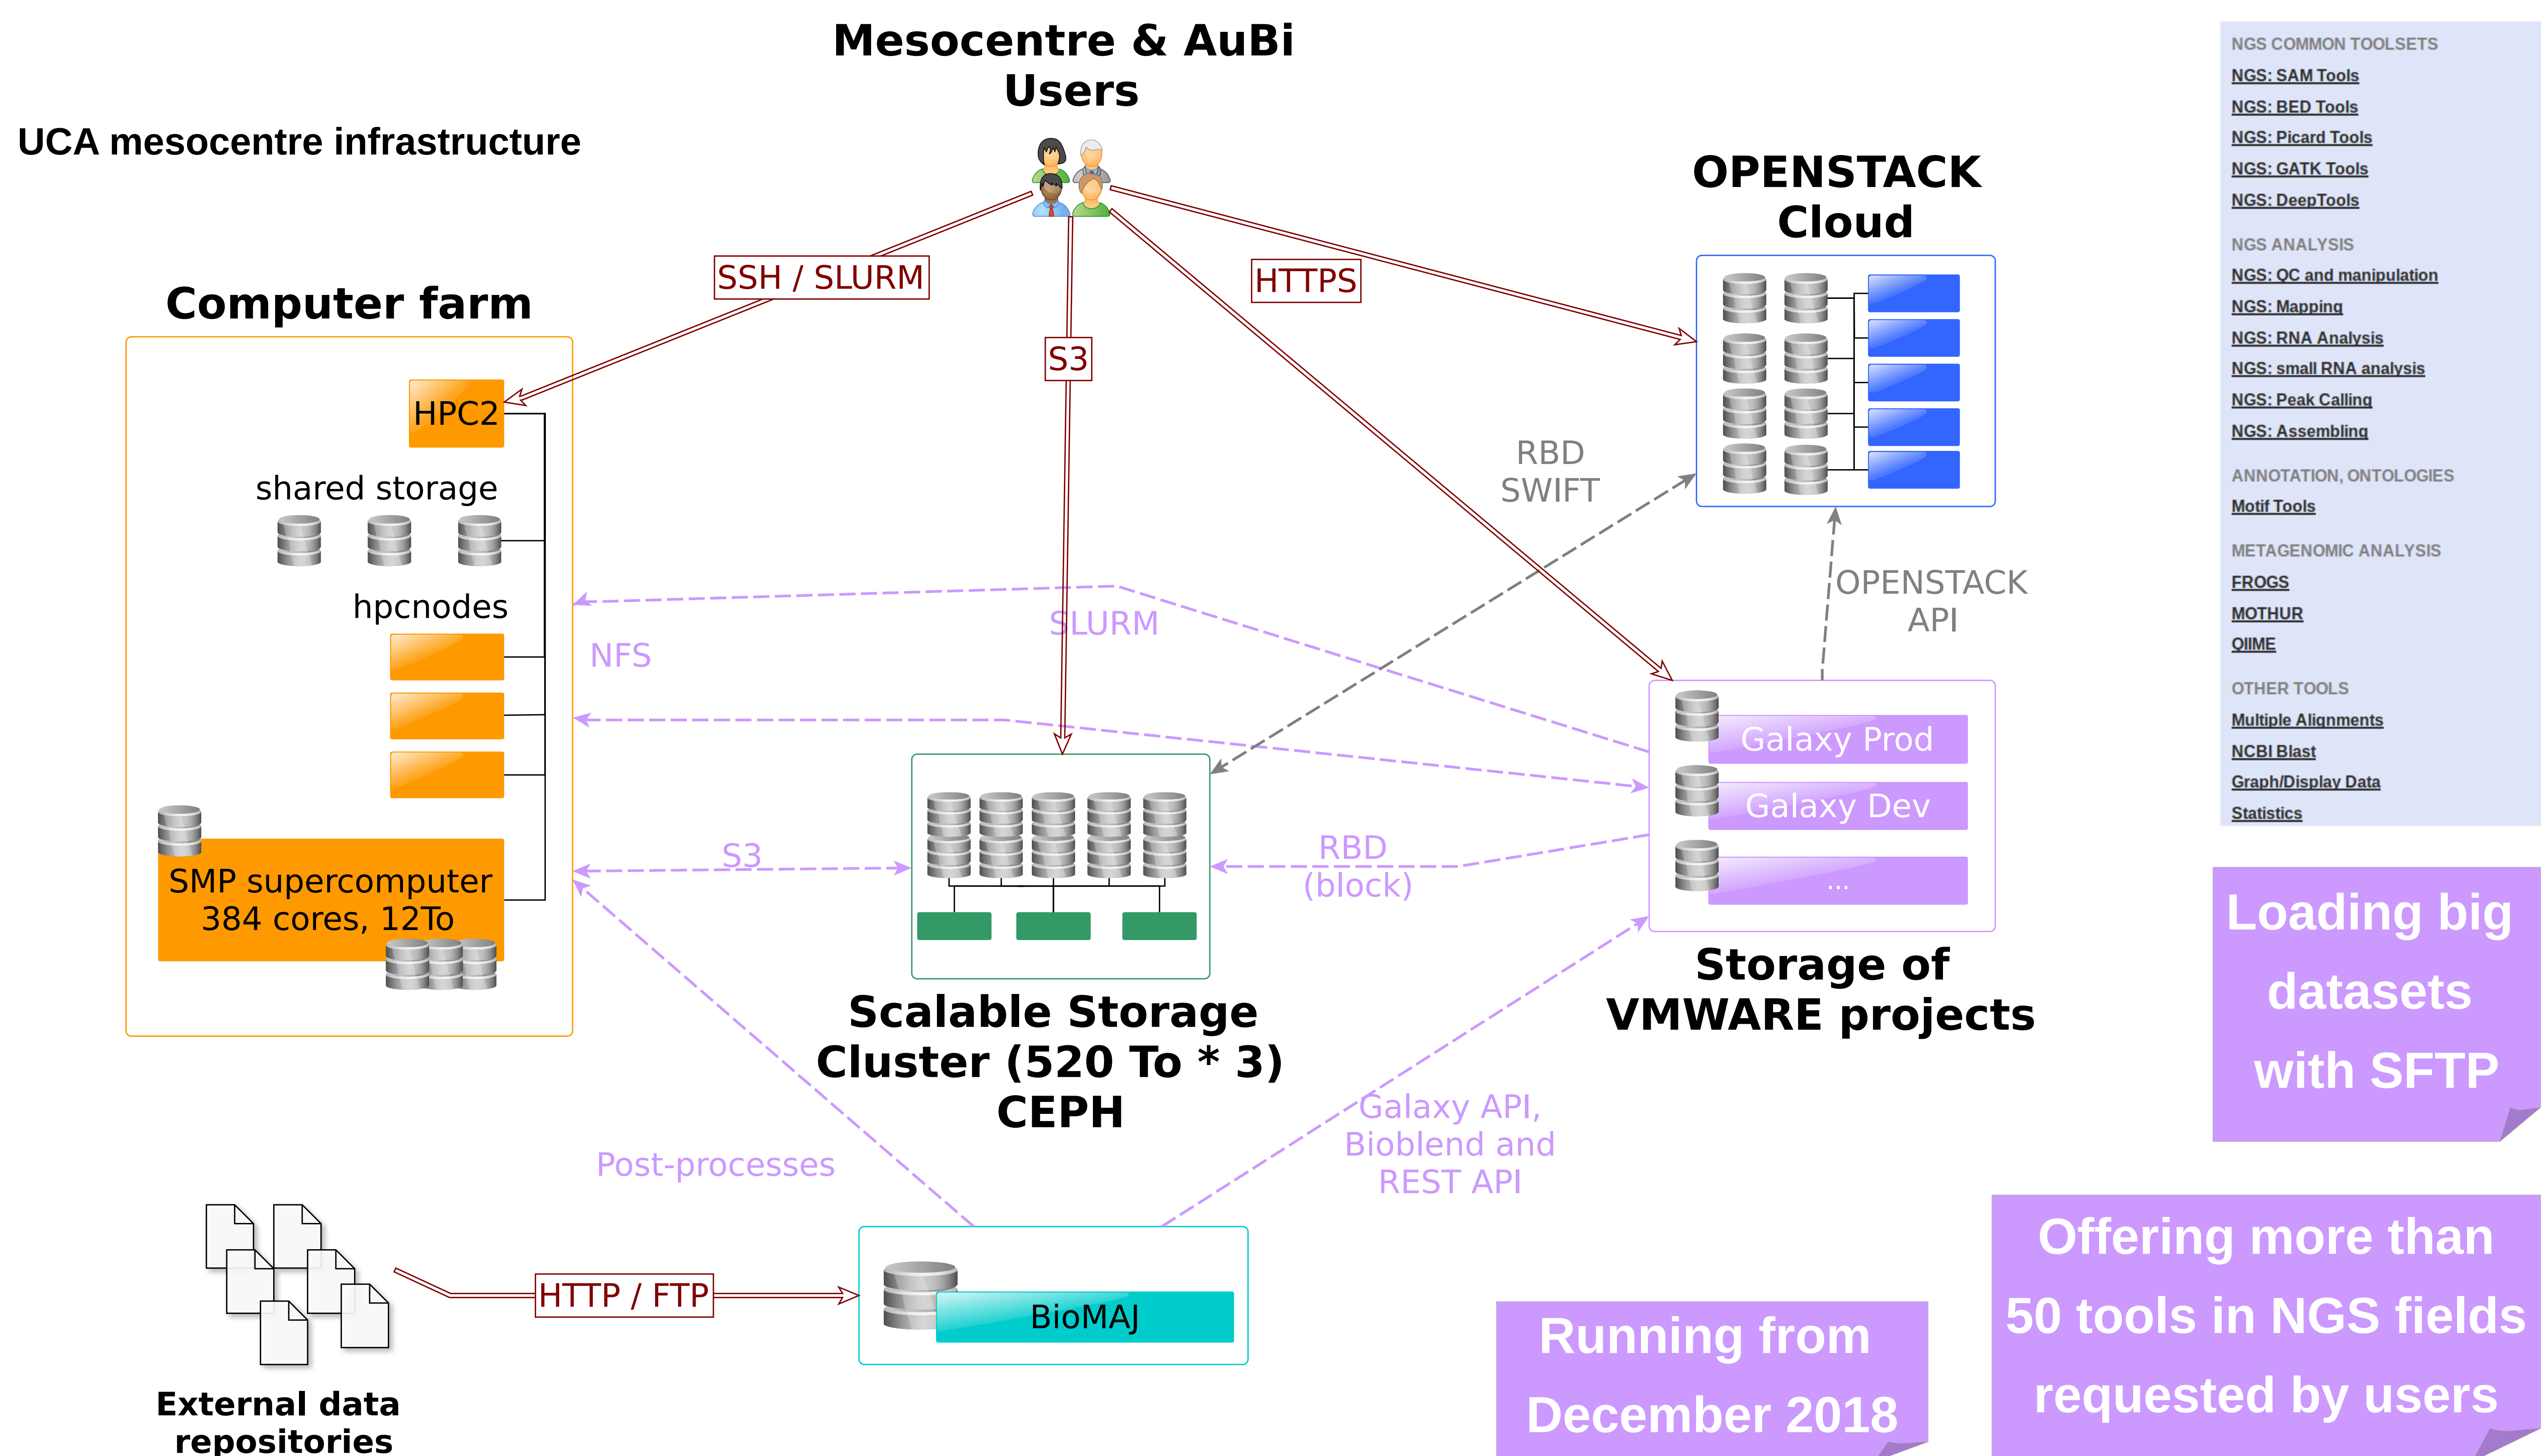 Mesocentre & AuBi
Users
UCA mesocentre infrastructure
OPENSTACK
Cloud
SSH / SLURM
HTTPS
S3
Computer farm
HPC2
shared storage
hpcnodes
SMP supercomputer
384 cores, 12To
RBD
SWIFT
OPENSTACK
API
SLURM
NFS
S3
RBD
(block)
Galaxy Prod
Galaxy Dev
...
Storage of
VMWARE projects
Scalable Storage
Cluster (520 To * 3)
CEPH
Post-processes
Galaxy API,
Bioblend and
REST API
HTTP / FTP
BioMAJ
External data
repositories
NGS COMMON TOOLSETS
NGS: SAM Tools
NGS: BED Tools
NGS: Picard Tools
NGS: GATK Tools
NGS: DeepTools
NGS ANALYSIS
NGS: QC and manipulation
NGS: Mapping
NGS: RNA Analysis
NGS: small RNA analysis
NGS: Peak Calling
NGS: Assembling
ANNOTATION, ONTOLOGIES
Motif Tools
METAGENOMIC ANALYSIS
FROGS
MOTHUR
QIIME
OTHER TOOLS
Multiple Alignments
NCBI Blast
Graph/Display Data
Statistics
Loading big
datasets
with SFTP
Offering more than
50 tools in NGS fields
requested by users
Running from
December 2018